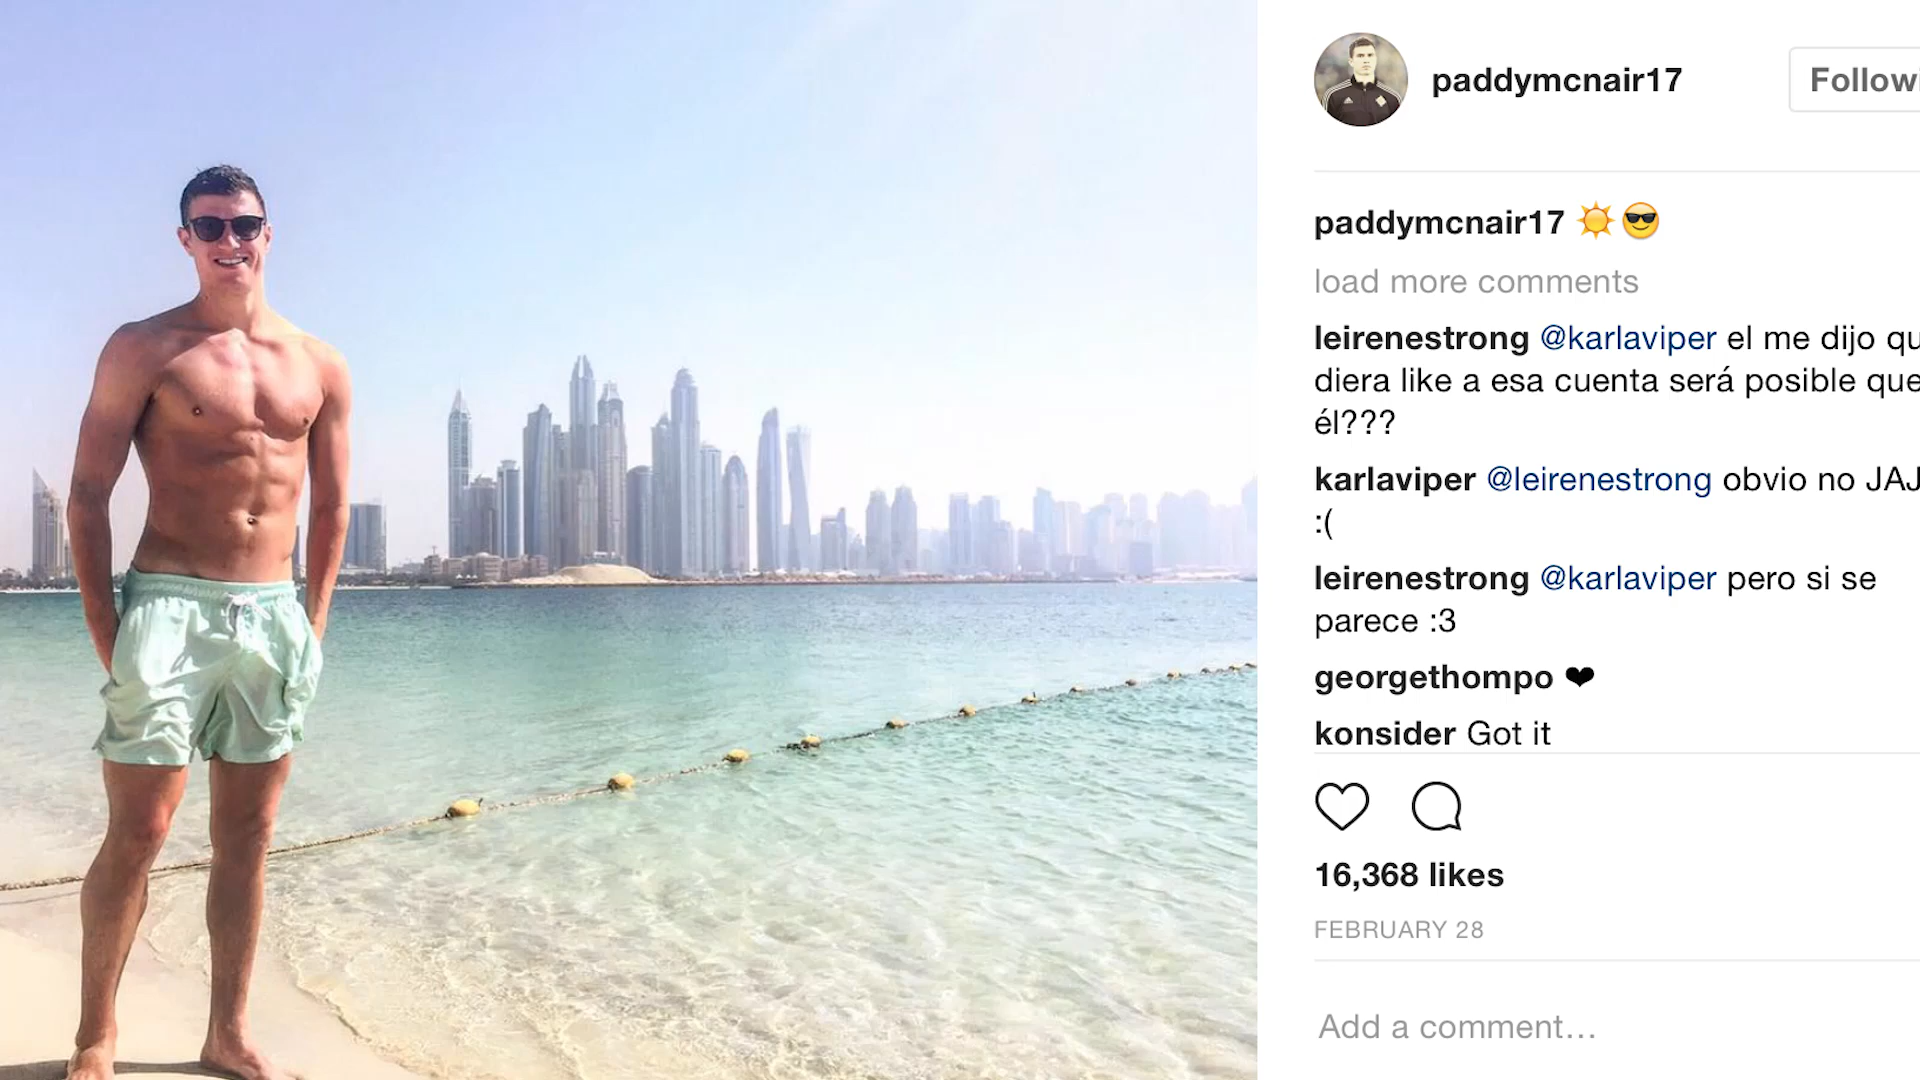 paddymcnair17
Followi
paddymcnair17 ☀️😎
load more comments
leirenestrong @karlaviper el me dijo qu
diera like a esa cuenta será posible que
él???
karlaviper @leirenestrong obvio no JAJ
:(
leirenestrong @karlaviper pero si se
parece :3
georgethompo ❤
konsider Got it
16,368 likes
FEBRUARY 28
Add a comment...